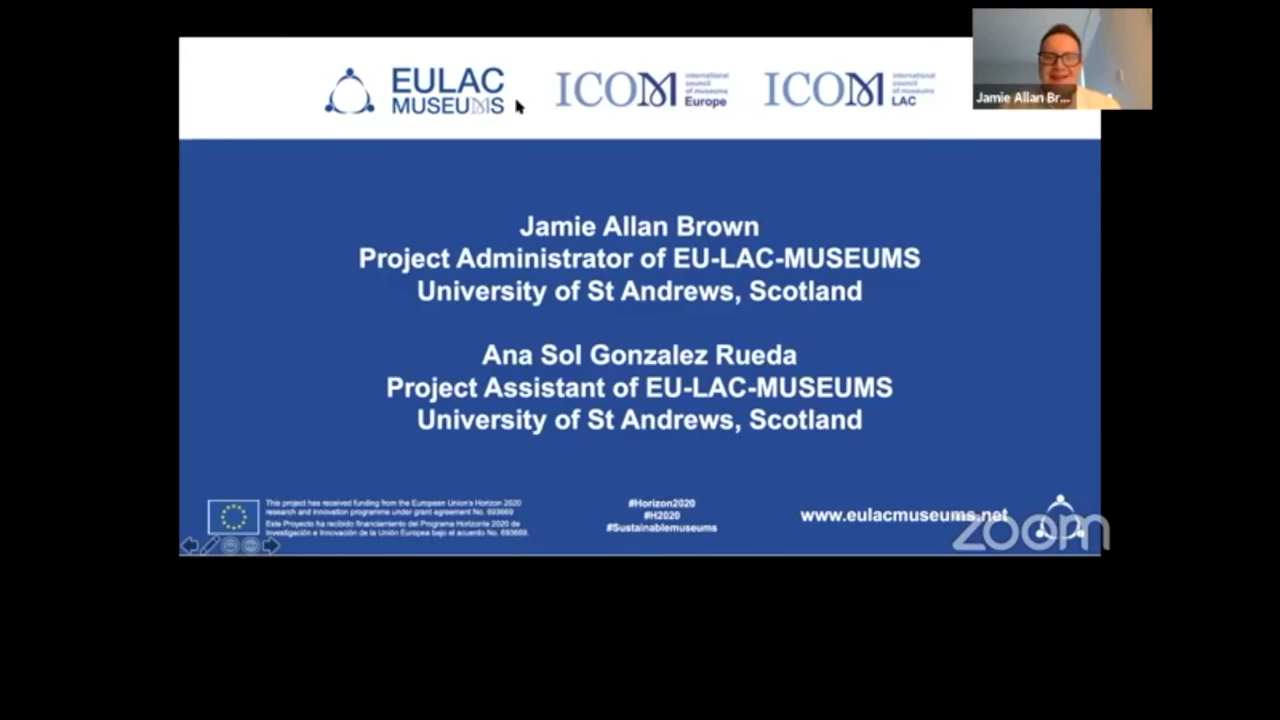 EULAC
MUSEUMS
ICOM
international
council
of museums
Europe
ICOM
international
council
of museums
LAC
Jamie Allan Br...
Jamie Allan Brown
Project Administrator of EU-LAC-MUSEUMS
University of St Andrews, Scotland
Ana Sol Gonzalez Rueda
Project Assistant of EU-LAC-MUSEUMS
University of St Andrews, Scotland
This project has received funding from the European Union's Horizon 2020
research and innovation programme under grant agreement No. 693669
Este Proyecto ha recibido financiamiento del Programa Horizonte 2020 de
Investigación e Innovación de la Unión Europea bajo el acuerdo No. 693669.
#Horizon2020
#H2020
#Sustainablemuseums
www.eulacmuseums.net
zoom